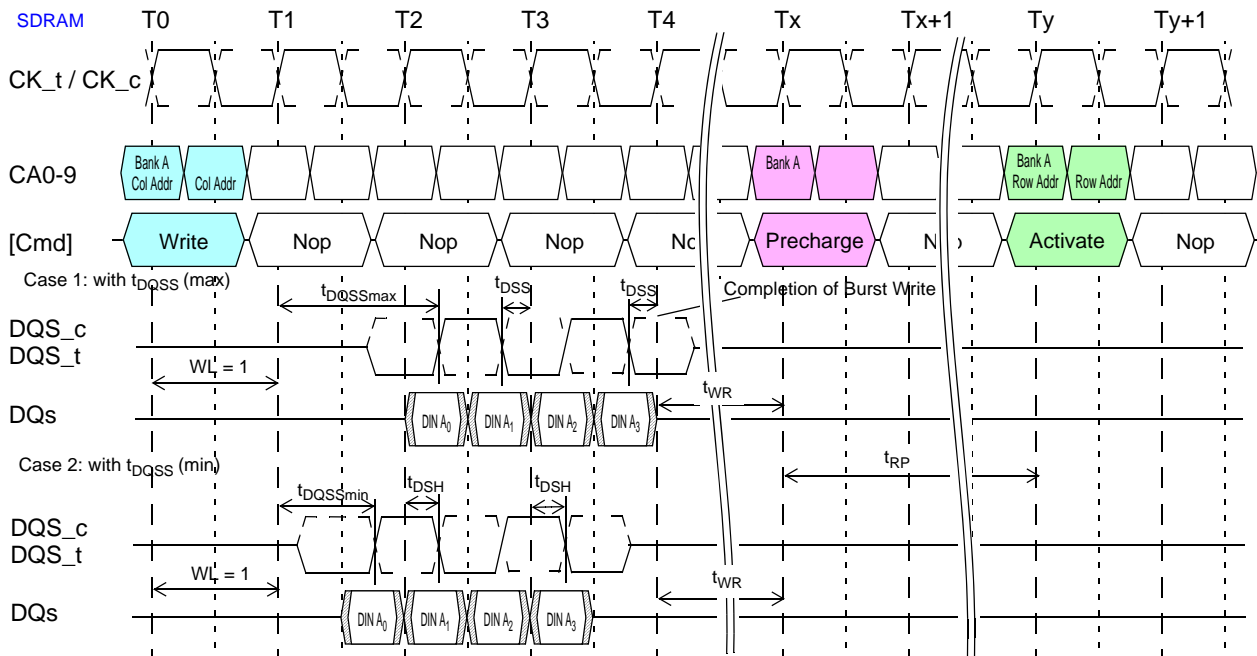 SDRAM T0 T1 T2 T3 T4 Tx Tx+1 Ty Ty+1
CK_t / CK_c
CA0-9 Bank A Col Addr Col Addr Bank A Bank A Row Addr Row Addr
[Cmd] Write Nop Nop Nop Precharge Activate Nop
Case 1: with tDQSS (max)
tDQSSmax tDSS tDSS Completion of Burst Write
DQS_c
DQS_t
WL = 1
tWR
DQs DIN A0 DIN A1 DIN A2 DIN A3
Case 2: with tDQSS (min)
tRP
tDQSSmin tDSH tDSH
DQS_c
DQS_t
WL = 1
tWR
DQs DIN A0 DIN A1 DIN A2 DIN A3